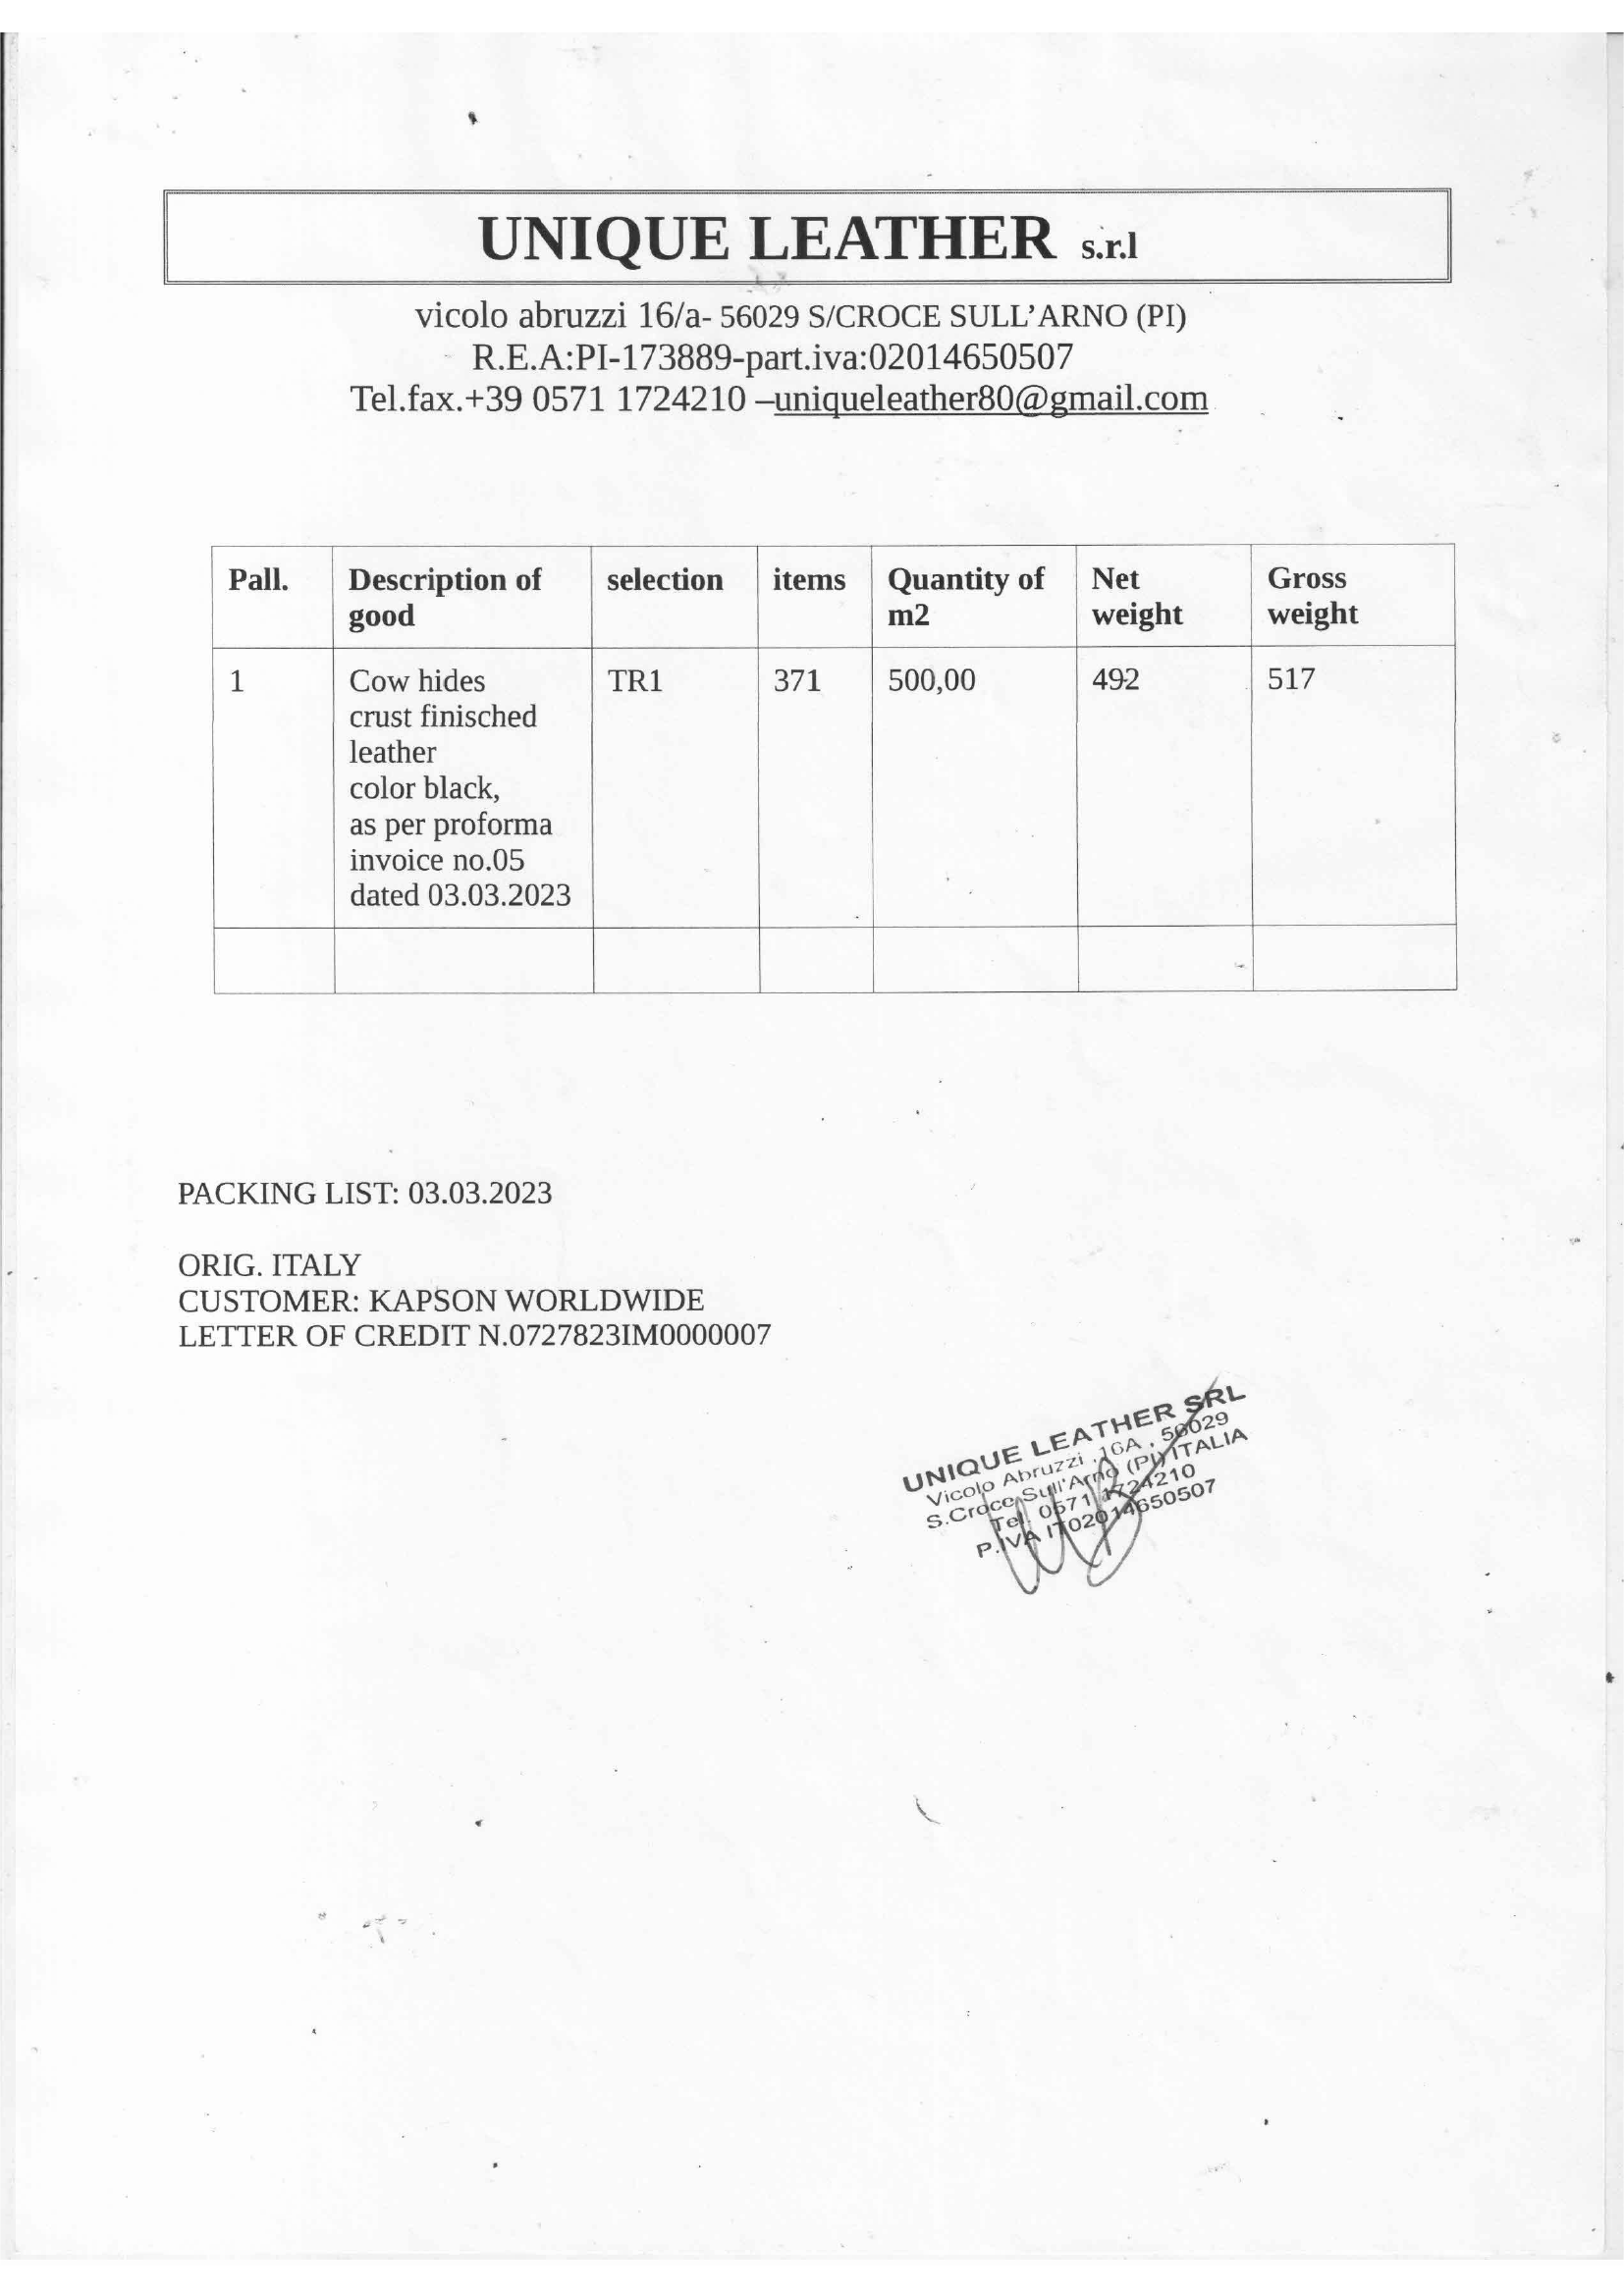 UNIQUE LEATHER s.r.l
vicolo abruzzi 16/a- 56029 S/CROCE SULL’ARNO (PI)
R.E.A:PI-173889-part.iva:02014650507
Tel.fax.+39 0571 1724210 –uniqueleather80@gmail.com
Pall. Description of good selection items Quantity of m2 Net weight Gross weight
1 Cow hides TR1 371 500,00 492 517
crust finisched
leather
color black,
as per proforma
invoice no.05
dated 03.03.2023
PACKING LIST: 03.03.2023
ORIG. ITALY
CUSTOMER: KAPSON WORLDWIDE
LETTER OF CREDIT N.0727823IM0000007
UNIQUE LEATHER SRL
Vicolo Abruzzi ,16A , 56029
S.Croce Sull'Arno (PI) ITALIA
Tel. 0571 1724210
P.IVA IT02014650507